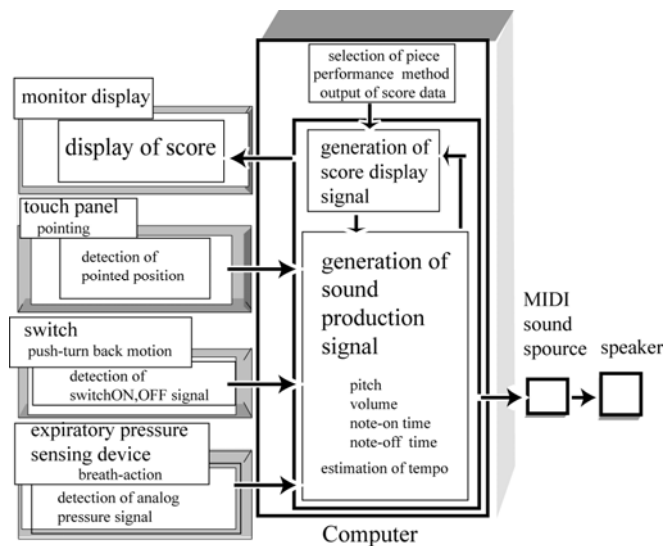 selection of piece
performance method
output of score data
monitor display
display of score
generation of
score display
signal
touch panel
pointing
detection of
pointed position
generation of
sound
production
signal
pitch
volume
note-on time
note-off time
estimation of tempo
switch
push-turn back motion
detection of
switchON,OFF signal
expiratory pressure
sensing device
breath-action
detection of analog
pressure signal
MIDI
sound
spource
speaker
Computer